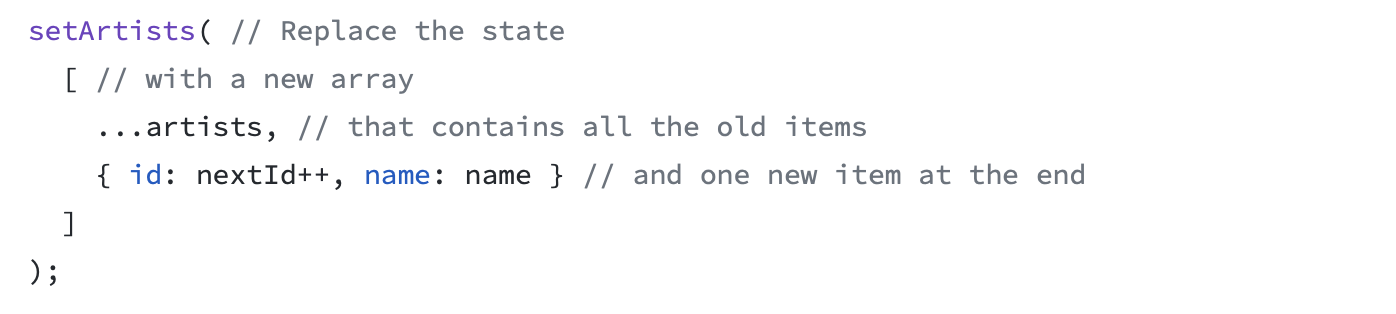 setArtists( // Replace the state
  [ // with a new array
    ...artists, // that contains all the old items
    { id: nextId++, name: name } // and one new item at the end
  ]
);